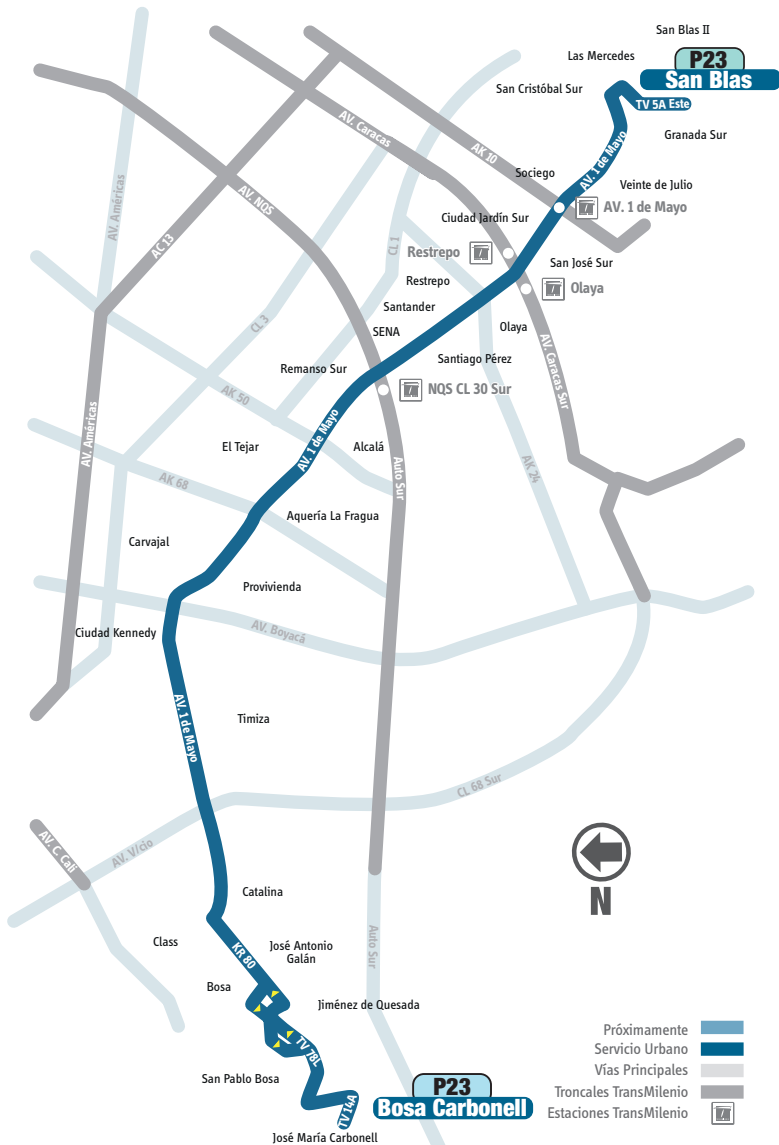 San Blas II
Las Mercedes
P23
San Blas
San Cristóbal Sur
TV 5A Este
Granada Sur
AV. Caracas
AK 10
AV. 1 de Mayo
Sociego
Veinte de Julio
AV. Américas
AV. NQS
AC 13
CL 1
Ciudad Jardín Sur
AV. 1 de Mayo
Restrepo
San José Sur
Restrepo
Olaya
Santander
CL 3
SENA
Olaya
Santiago Pérez
AV. Caracas Sur
Remanso Sur
AK 50
NQS CL 30 Sur
AV. Américas
El Tejar
AV. 1 de Mayo
Alcalá
AK 68
Auto Sur
AK 24
Aquería La Fragua
Carvajal
Provivienda
Ciudad Kennedy
AV. Boyacá
AV. 1 de Mayo
Timiza
CL 68 Sur
AV. C. Cali
AV. V/cio
N
Catalina
Class
KR 80
José Antonio
Galán
Auto Sur
Bosa
Jiménez de Quesada
TV 78L
San Pablo Bosa
P23
Bosa Carbonell
TV 14A
José María Carbonell
Próximamente
Servicio Urbano
Vías Principales
Troncales TransMilenio
Estaciones TransMilenio